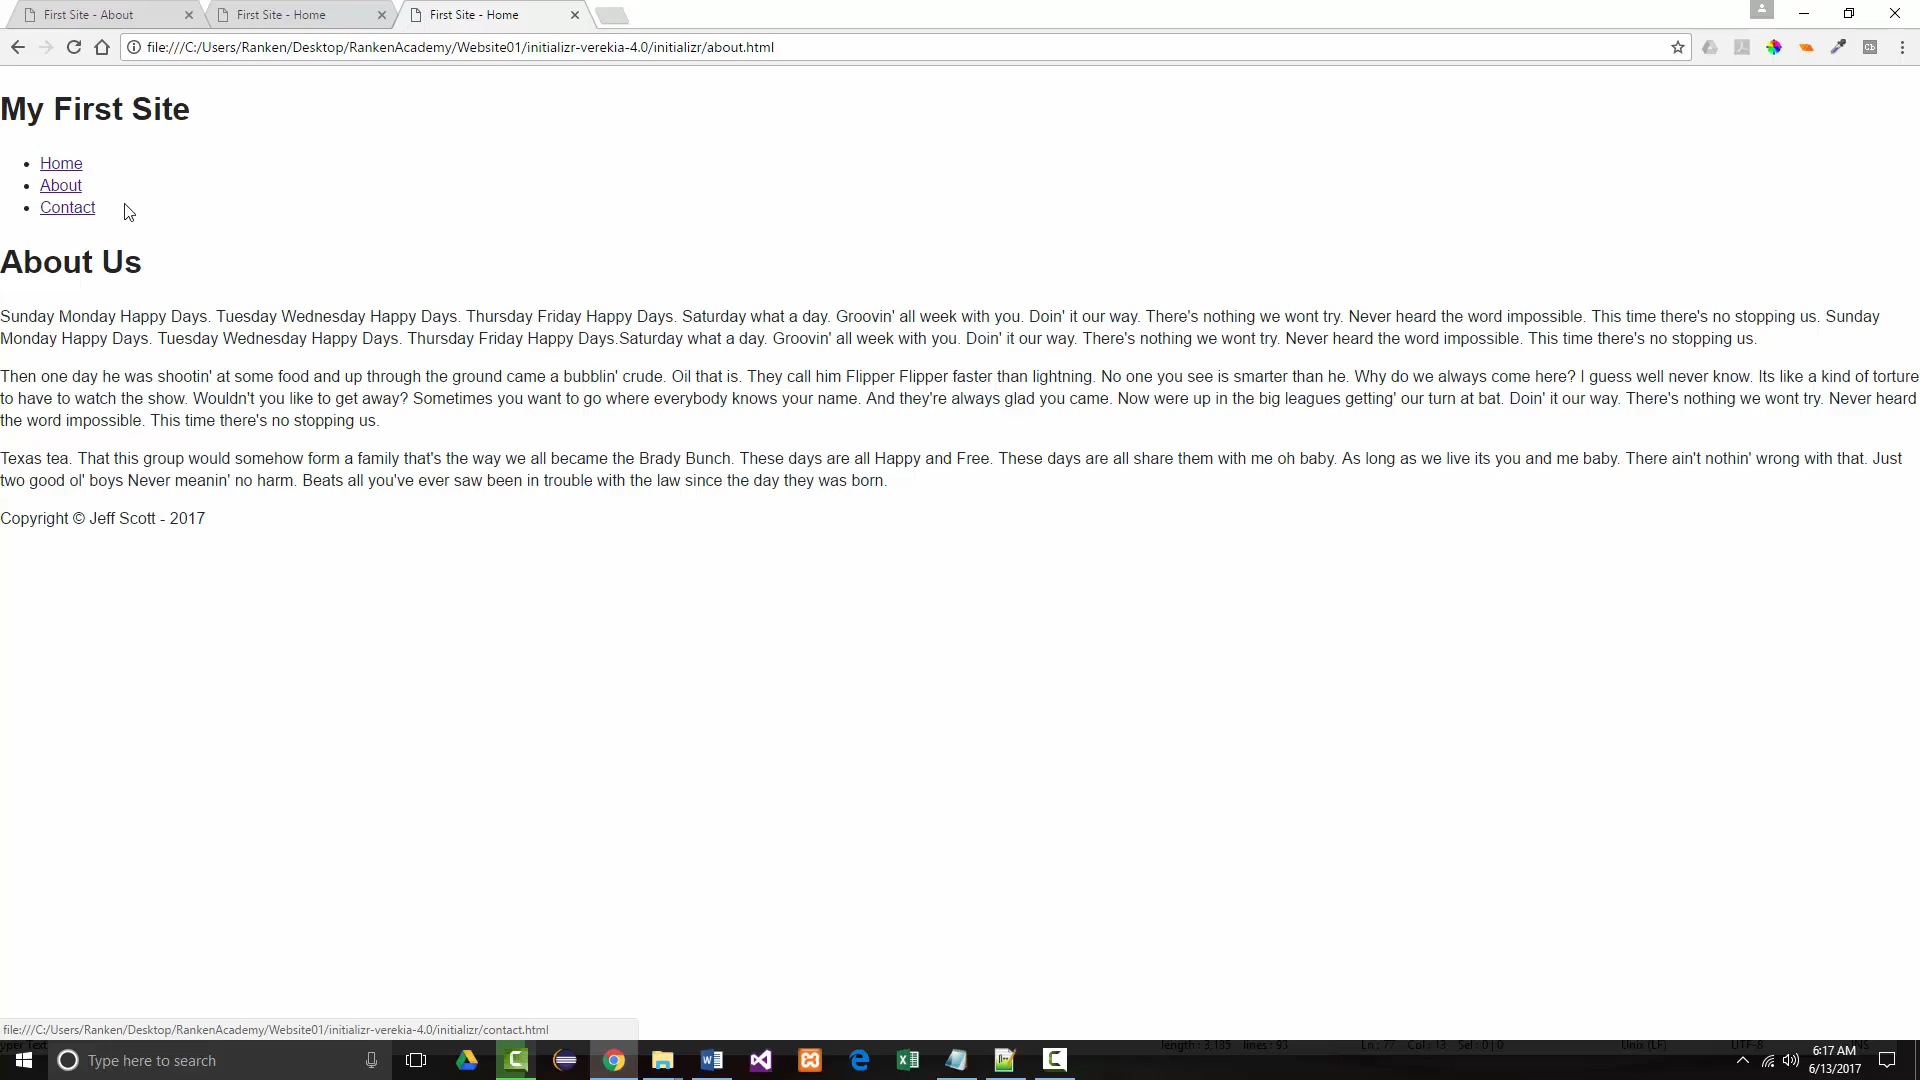 First Site - About
First Site - Home
First Site - Home
file:///C:/Users/Ranken/Desktop/RankenAcademy/Website01/initializr-verekia-4.0/initializr/about.html
My First Site
Home
About
Contact
About Us
Sunday Monday Happy Days. Tuesday Wednesday Happy Days. Thursday Friday Happy Days. Saturday what a day. Groovin' all week with you. Doin' it our way. There's nothing we wont try. Never heard the word impossible. This time there's no stopping us. Sunday
Monday Happy Days. Tuesday Wednesday Happy Days. Thursday Friday Happy Days.Saturday what a day. Groovin' all week with you. Doin' it our way. There's nothing we wont try. Never heard the word impossible. This time there's no stopping us.
Then one day he was shootin' at some food and up through the ground came a bubblin' crude. Oil that is. They call him Flipper Flipper faster than lightning. No one you see is smarter than he. Why do we always come here? I guess well never know. Its like a kind of torture
to have to watch the show. Wouldn't you like to get away? Sometimes you want to go where everybody knows your name. And they're always glad you came. Now were up in the big leagues getting' our turn at bat. Doin' it our way. There's nothing we wont try. Never heard
the word impossible. This time there's no stopping us.
Texas tea. That this group would somehow form a family that's the way we all became the Brady Bunch. These days are all Happy and Free. These days are all share them with me oh baby. As long as we live its you and me baby. There ain't nothin' wrong with that. Just
two good ol' boys Never meanin' no harm. Beats all you've ever saw been in trouble with the law since the day they was born.
Copyright © Jeff Scott - 2017
file:///C:/Users/Ranken/Desktop/RankenAcademy/Website01/initializr-verekia-4.0/initializr/contact.html
length : 3,135 lines : 93 Ln : 77 Col : 13 Sel : 0 | 0 Unix (LF) UTF-8
Type here to search
6:17 AM
6/13/2017